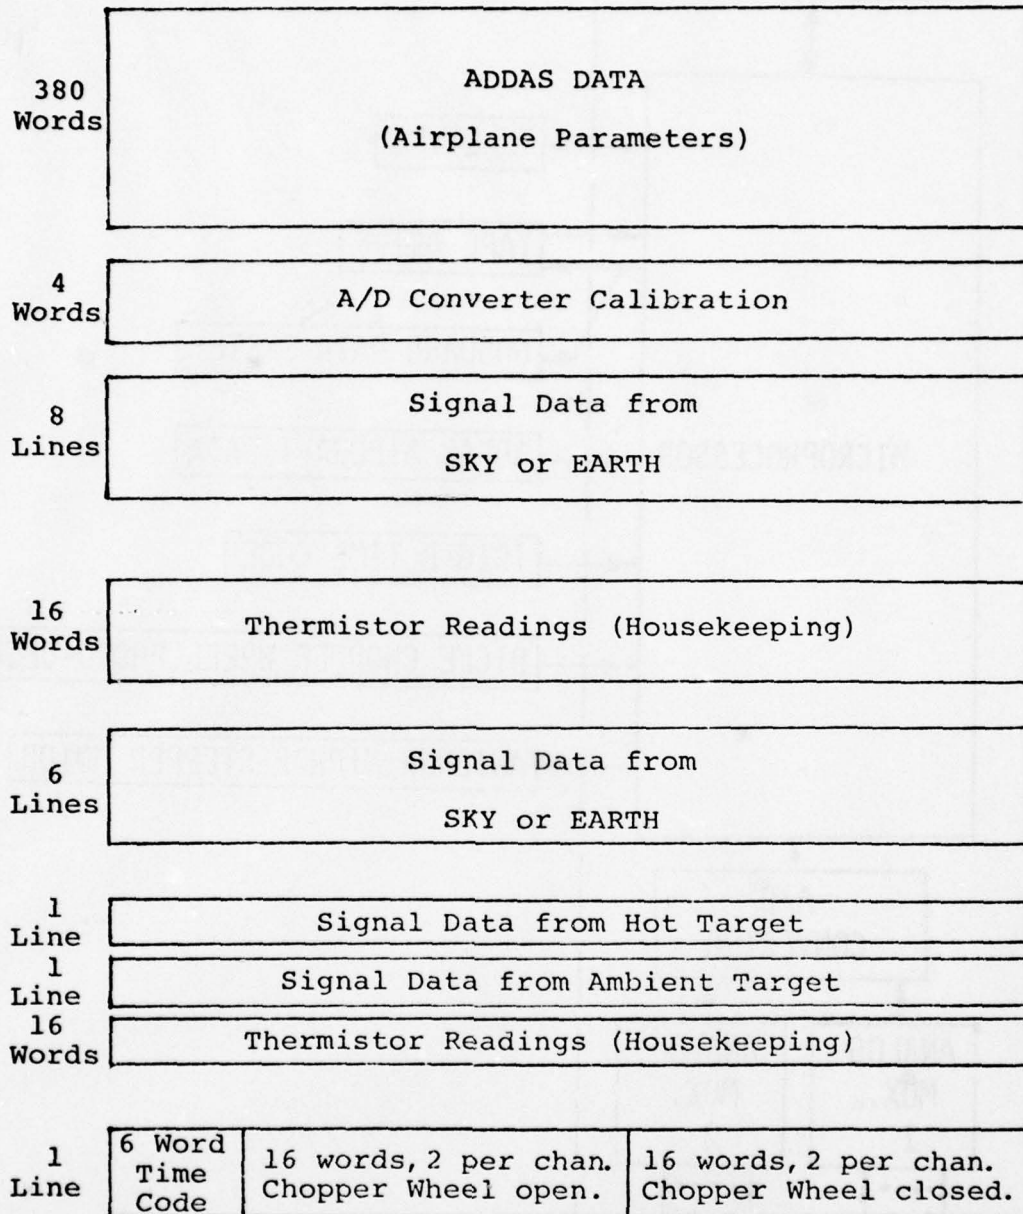 380
Words
ADDAS DATA
(Airplane Parameters)
4
Words
A/D Converter Calibration
8
Lines
Signal Data from
SKY or EARTH
16
Words
Thermistor Readings (Housekeeping)
6
Lines
Signal Data from
SKY or EARTH
1
Line
Signal Data from Hot Target
1
Line
Signal Data from Ambient Target
16
Words
Thermistor Readings (Housekeeping)
1
Line
6 Word
Time
Code
16 words, 2 per chan.
Chopper Wheel open.
16 words, 2 per chan.
Chopper Wheel closed.